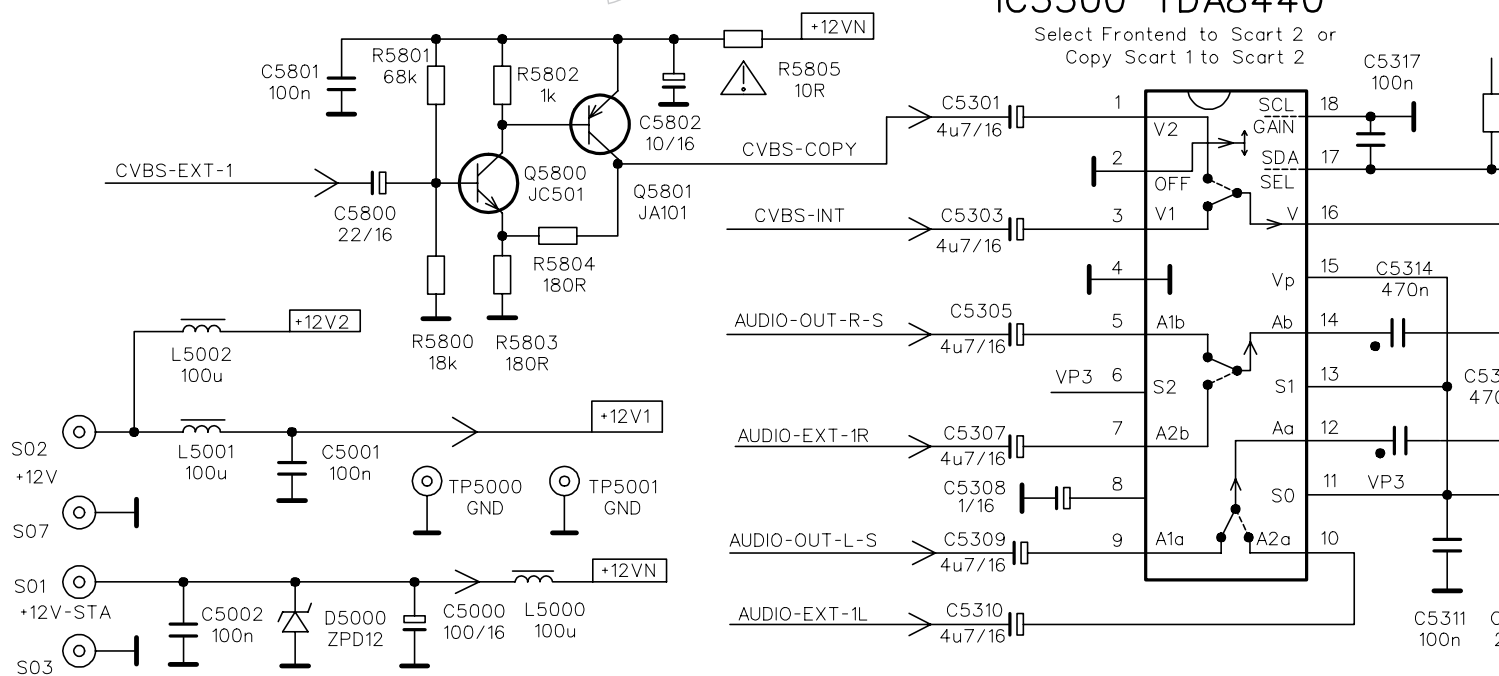 IC5300 TDA8440
Select Frontend to Scart 2 or
Copy Scart 1 to Scart 2
+12VN
R5801
68k
C5801
100n
R5802
1k
R5805
10R
C5802
10/16
CVBS-COPY
CVBS-EXT-1
C5800
22/16
Q5800
JC501
Q5801
JA101
R5804
180R
R5800
18k
R5803
180R
+12V2
L5002
100u
S02
+12V
L5001
100u
C5001
100n
+12V1
TP5000
GND
TP5001
GND
S07
S01
+12V-STA
C5002
100n
D5000
ZPD12
C5000
100/16
L5000
100u
+12VN
S03
C5301
4u7/16
1
V2
2
OFF
CVBS-INT
C5303
4u7/16
3
V1
4
AUDIO-OUT-R-S
C5305
4u7/16
5
A1b
VP3
6
S2
AUDIO-EXT-1R
C5307
4u7/16
7
A2b
C5308
1/16
8
AUDIO-OUT-L-S
C5309
4u7/16
9
A1a
AUDIO-EXT-1L
C5310
4u7/16
SCL
18
GAIN
C5317
100n
SDA
17
SEL
V
16
Vp
15
C5314
470n
Ab
14
S1
13
Aa
12
S0
11
VP3
A2a
10
C5311
100n